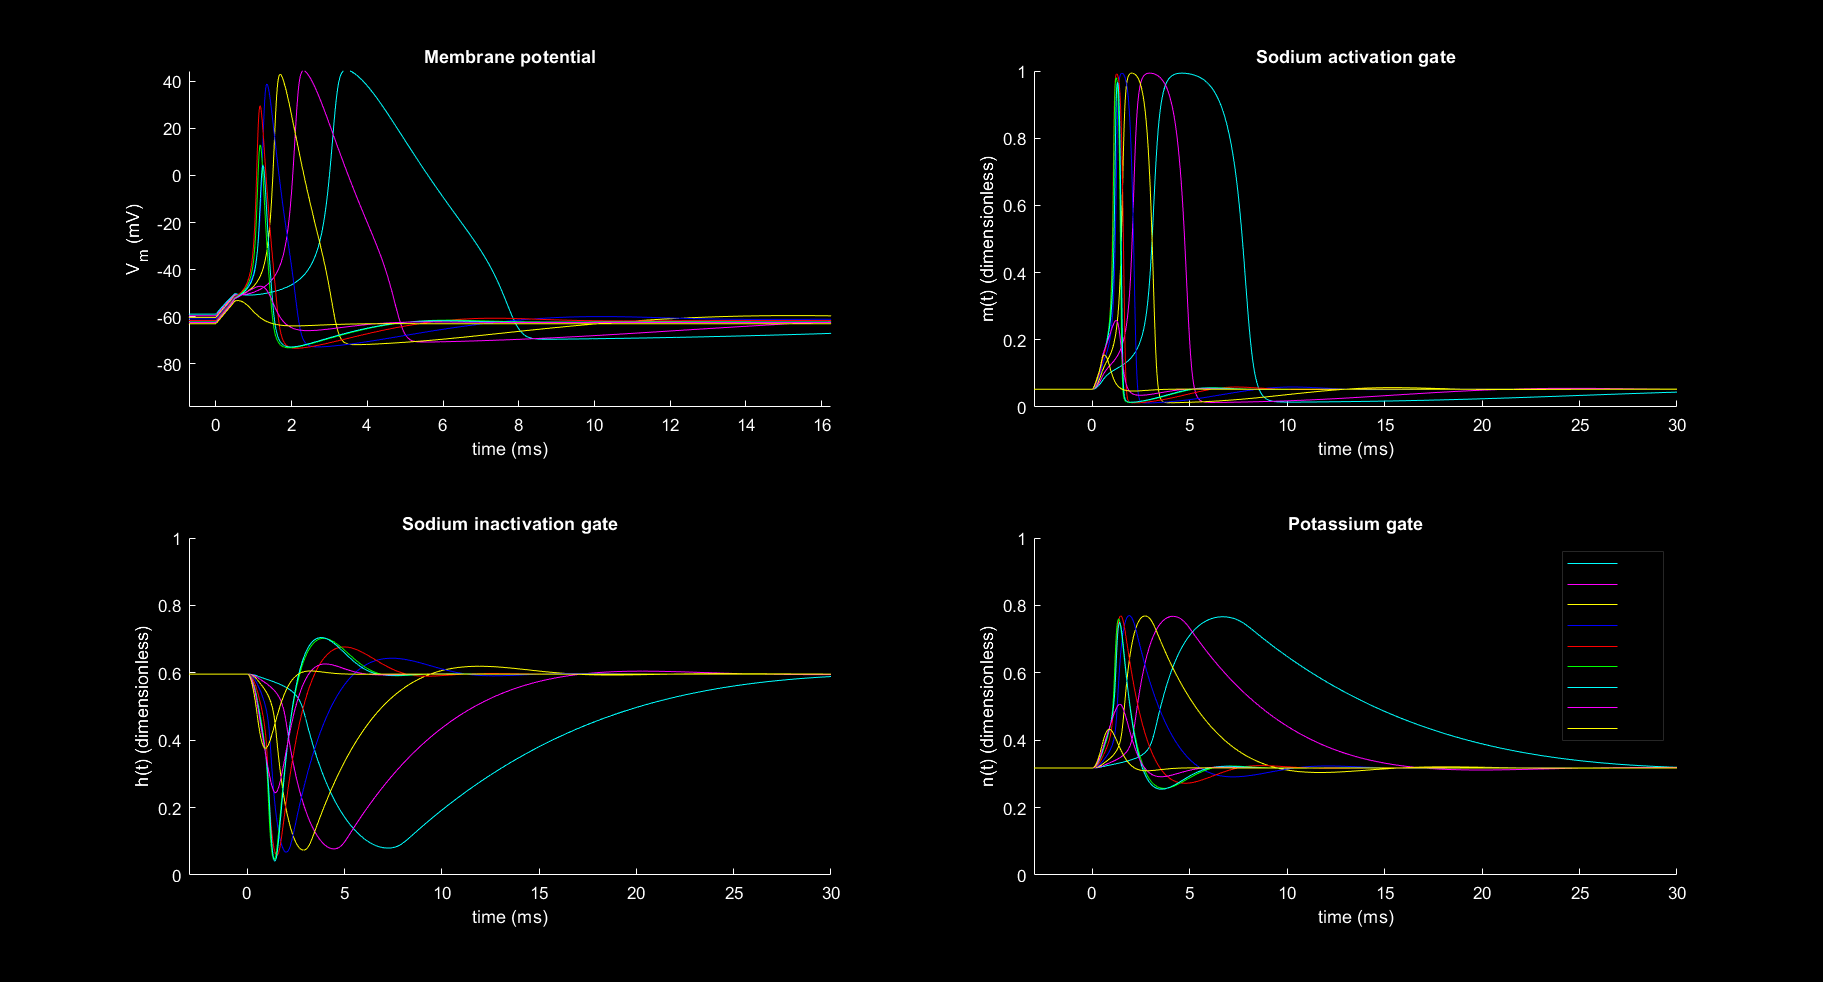 Membrane potential
40
20
0
-20
-40
-60
-80
V_m (mV)
0 2 4 6 8 10 12 14 16
time (ms)
Sodium activation gate
1
0.8
0.6
0.4
0.2
0
m(t) (dimensionless)
0 5 10 15 20 25 30
time (ms)
Sodium inactivation gate
1
0.8
0.6
0.4
0.2
0
h(t) (dimensionless)
0 5 10 15 20 25 30
time (ms)
Potassium gate
1
0.8
0.6
0.4
0.2
0
n(t) (dimensionless)
0 5 10 15 20 25 30
time (ms)